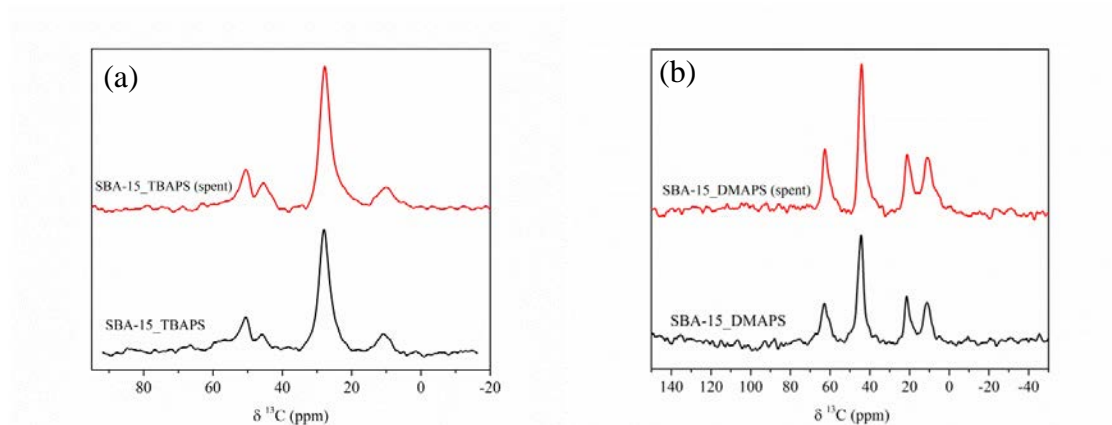 (a)
SBA-15_TBAPS (spent)
SBA-15_TBAPS
80 60 40 20 0 -20
δ ¹³C (ppm)
(b)
SBA-15_DMAPS (spent)
SBA-15_DMAPS
140 120 100 80 60 40 20 0 -20 -40
δ ¹³C (ppm)